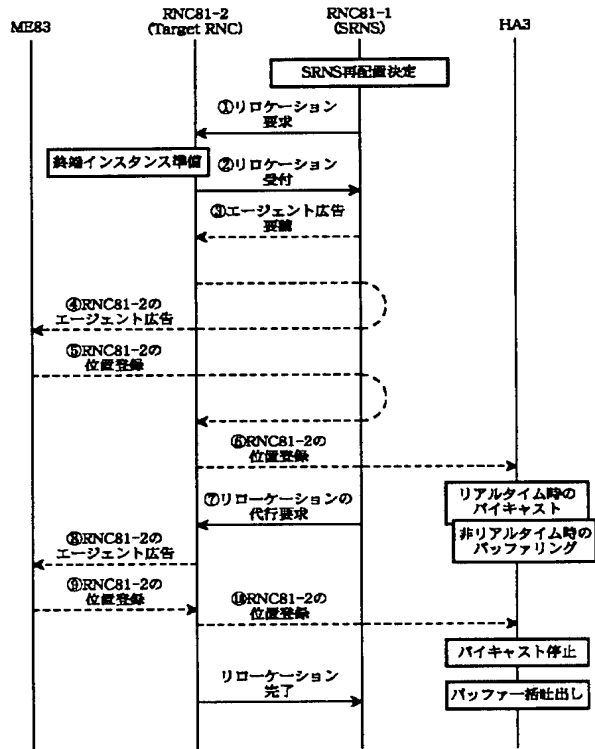 ME83
RNC81-2
(Target RNC)
RNC81-1
(SRNS)
HA3
SRNS再配置決定
①リロケーション
要求
終端インスタンス準備
②リロケーション
受付
③エージェント広告
要請
④RNC81-2の
エージェント広告
⑤RNC81-2の
位置登録
⑥RNC81-2の
位置登録
リアルタイム時の
バイキャスト
⑦リローケーションの
代行要求
非リアルタイム時の
バッファリング
⑧RNC81-2の
エージェント広告
⑨RNC81-2の
位置登録
⑩RNC81-2の
位置登録
バイキャスト停止
リローケーション
完了
バッファ一括吐出し